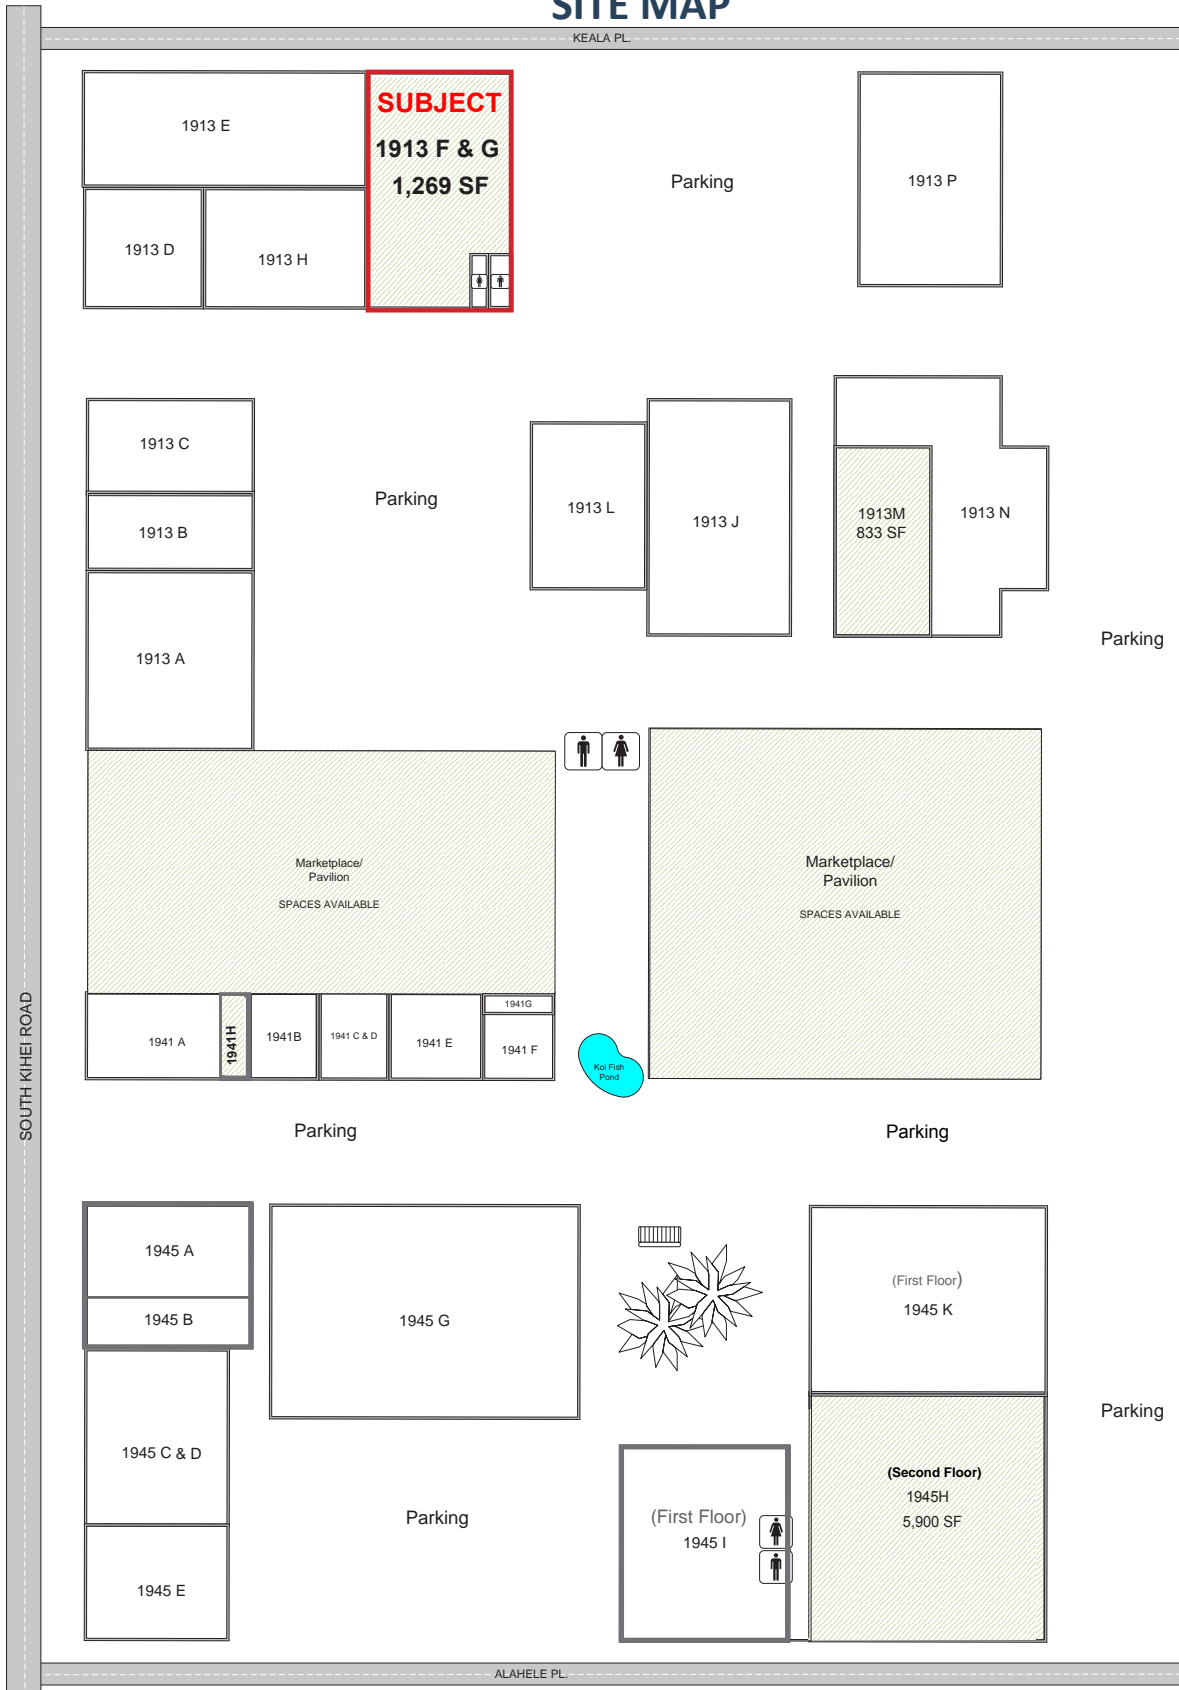 SITE MAP
KEALA PL.
SUBJECT
1913 E
1913 F & G
1,269 SF
Parking
1913 P
1913 D
1913 H
1913 C
Parking
1913 B
1913 L
1913 J
1913M
833 SF
1913 N
1913 A
Parking
Marketplace/
Pavilion
SPACES AVAILABLE
Marketplace/
Pavilion
SPACES AVAILABLE
SOUTH KIHEI ROAD
1941 A
1941H
1941B
1941 C & D
1941 E
1941G
1941 F
Koi Fish
Pond
Parking
Parking
1945 A
1945 B
1945 G
(First Floor)
1945 K
1945 C & D
Parking
(Second Floor)
1945H
5,900 SF
Parking
(First Floor)
1945 I
1945 E
ALAHELE PL.